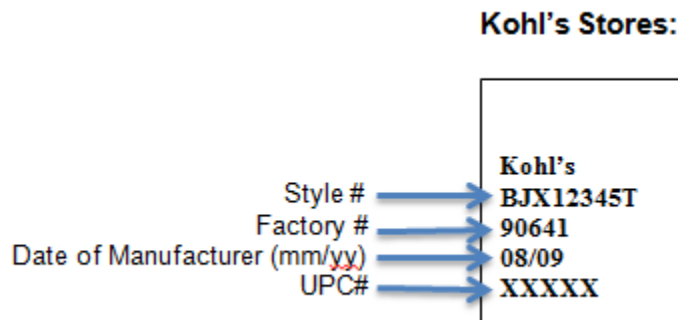 Kohl's Stores:
Kohl's
Style # BJX12345T
Factory # 90641
Date of Manufacturer (mm/yy) 08/09
UPC# XXXXX